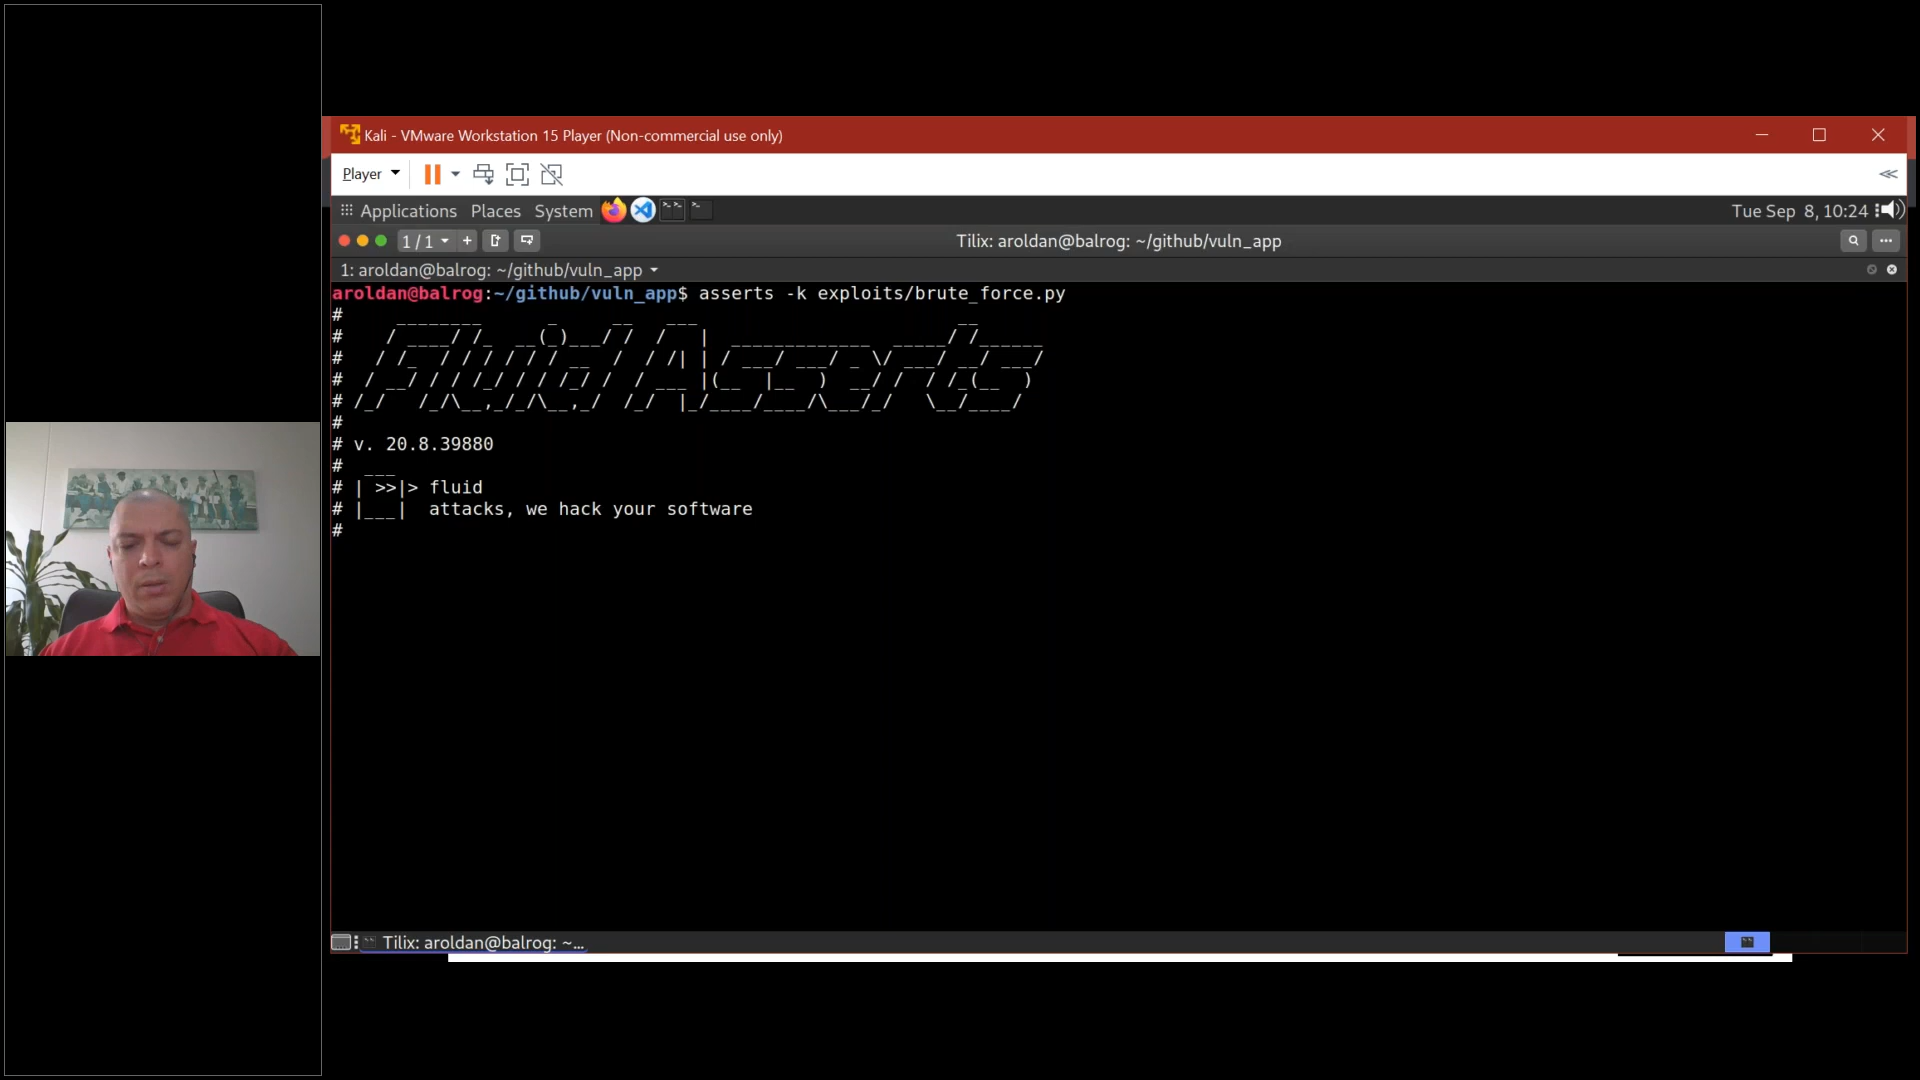 Kali - VMware Workstation 15 Player (Non-commercial use only)
Player
Applications Places System
Tue Sep 8, 10:24
1 / 1
Tilix: aroldan@balrog: ~/github/vuln_app
1: aroldan@balrog: ~/github/vuln_app
aroldan@balrog:~/github/vuln_app$ asserts -k exploits/brute_force.py
#
# Fluid Asserts
#
#
#
#
# v. 20.8.39880
#
# | >>|> fluid
# |___| attacks, we hack your software
#
Tilix: aroldan@balrog: ~...